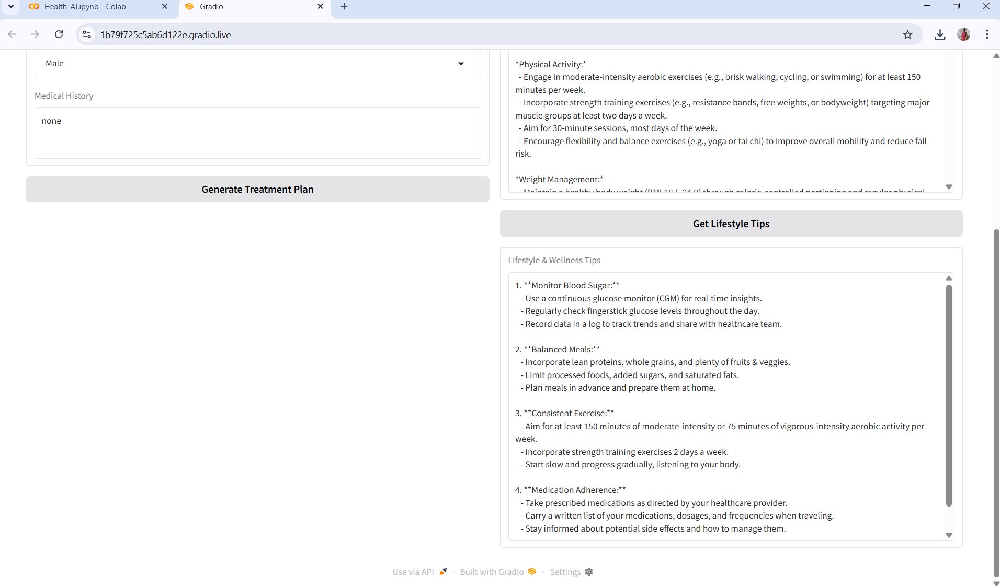 Health_AI.ipynb - Colab
Gradio
1b79f725c5ab6d122e.gradio.live
Male
Medical History
none
Generate Treatment Plan
*Physical Activity:*
- Engage in moderate-intensity aerobic exercises (e.g., brisk walking, cycling, or swimming) for at least 150
minutes per week.
- Incorporate strength training exercises (e.g., resistance bands, free weights, or bodyweight) targeting major
muscle groups at least two days a week.
- Aim for 30-minute sessions, most days of the week.
- Encourage flexibility and balance exercises (e.g., yoga or tai chi) to improve overall mobility and reduce fall
risk.
*Weight Management:*
- Maintain a healthy body weight (BMI 18.5-24.9) through calorie-controlled portioning and regular physical
Get Lifestyle Tips
Lifestyle & Wellness Tips
1. **Monitor Blood Sugar:**
- Use a continuous glucose monitor (CGM) for real-time insights.
- Regularly check fingerstick glucose levels throughout the day.
- Record data in a log to track trends and share with healthcare team.
2. **Balanced Meals:**
- Incorporate lean proteins, whole grains, and plenty of fruits & veggies.
- Limit processed foods, added sugars, and saturated fats.
- Plan meals in advance and prepare them at home.
3. **Consistent Exercise:**
- Aim for at least 150 minutes of moderate-intensity or 75 minutes of vigorous-intensity aerobic activity per
week.
- Incorporate strength training exercises 2 days a week.
- Start slow and progress gradually, listening to your body.
4. **Medication Adherence:**
- Take prescribed medications as directed by your healthcare provider.
- Carry a written list of your medications, dosages, and frequencies when traveling.
- Stay informed about potential side effects and how to manage them.
Use via API · Built with Gradio · Settings